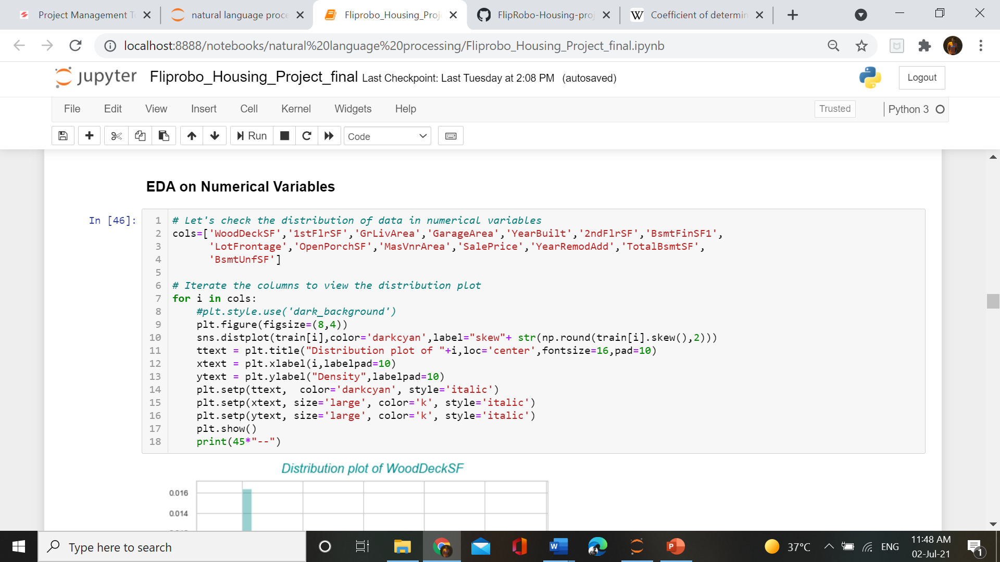 Project Management T
natural language proce
Fliprobo_Housing_Proj
FlipRobo-Housing-proj
W Coefficient of determin
localhost:8888/notebooks/natural%20language%20processing/Fliprobo_Housing_Project_final.ipynb
jupyter Fliprobo_Housing_Project_final Last Checkpoint: Last Tuesday at 2:08 PM (autosaved)
Logout
File Edit View Insert Cell Kernel Widgets Help
Trusted
Python 3
Run
Code
EDA on Numerical Variables
In [46]:
1 # Let's check the distribution of data in numerical variables
2 cols=['WoodDeckSF','1stFlrSF','GrLivArea','GarageArea','YearBuilt','2ndFlrSF','BsmtFinSF1',
3       'LotFrontage','OpenPorchSF','MasVnrArea','SalePrice','YearRemodAdd','TotalBsmtSF',
4       'BsmtUnfSF']
5
6 # Iterate the columns to view the distribution plot
7 for i in cols:
8     #plt.style.use('dark_background')
9     plt.figure(figsize=(8,4))
10     sns.distplot(train[i],color='darkcyan',label="skew"+ str(np.round(train[i].skew(),2)))
11     ttext = plt.title("Distribution plot of "+i,loc='center',fontsize=16,pad=10)
12     xtext = plt.xlabel(i,labelpad=10)
13     ytext = plt.ylabel("Density",labelpad=10)
14     plt.setp(ttext,  color='darkcyan', style='italic')
15     plt.setp(xtext, size='large', color='k', style='italic')
16     plt.setp(ytext, size='large', color='k', style='italic')
17     plt.show()
18     print(45*"--")
Distribution plot of WoodDeckSF
0.016
0.014
Type here to search
37°C
ENG
11:48 AM
02-Jul-21
1